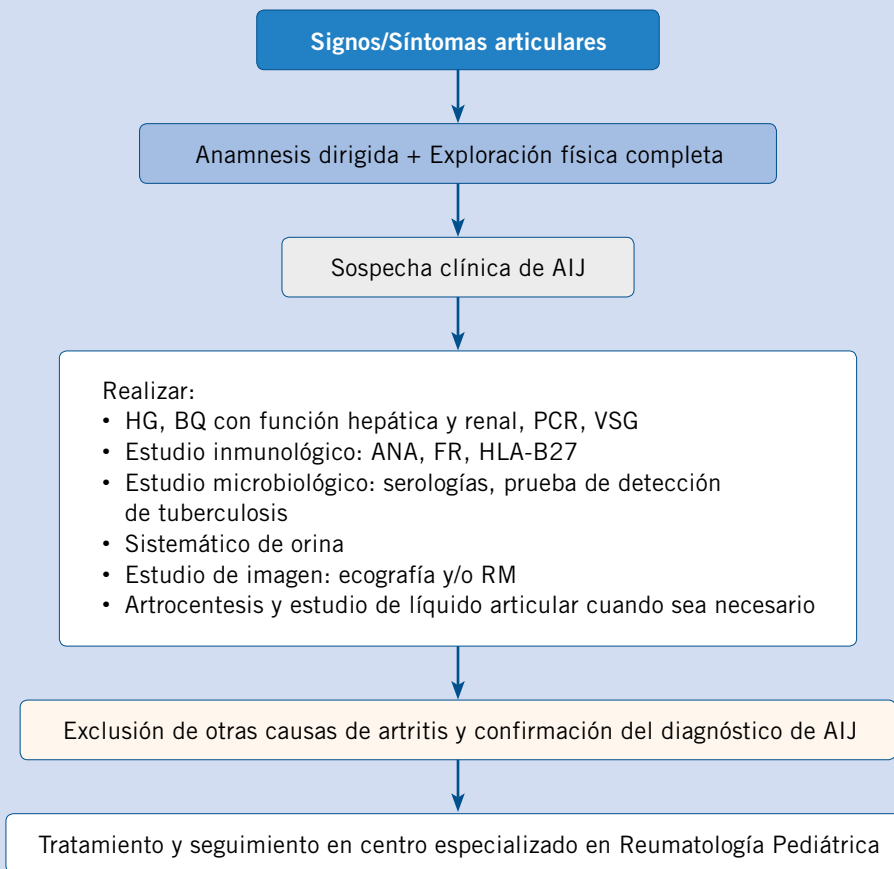 Signos/Síntomas articulares
Anamnesis dirigida + Exploración física completa
Sospecha clínica de AIJ
Realizar:
• HG, BQ con función hepática y renal, PCR, VSG
• Estudio inmunológico: ANA, FR, HLA-B27
• Estudio microbiológico: serologías, prueba de detección
de tuberculosis
• Sistemático de orina
• Estudio de imagen: ecografía y/o RM
• Artrocentesis y estudio de líquido articular cuando sea necesario
Exclusión de otras causas de artritis y confirmación del diagnóstico de AIJ
Tratamiento y seguimiento en centro especializado en Reumatología Pediátrica